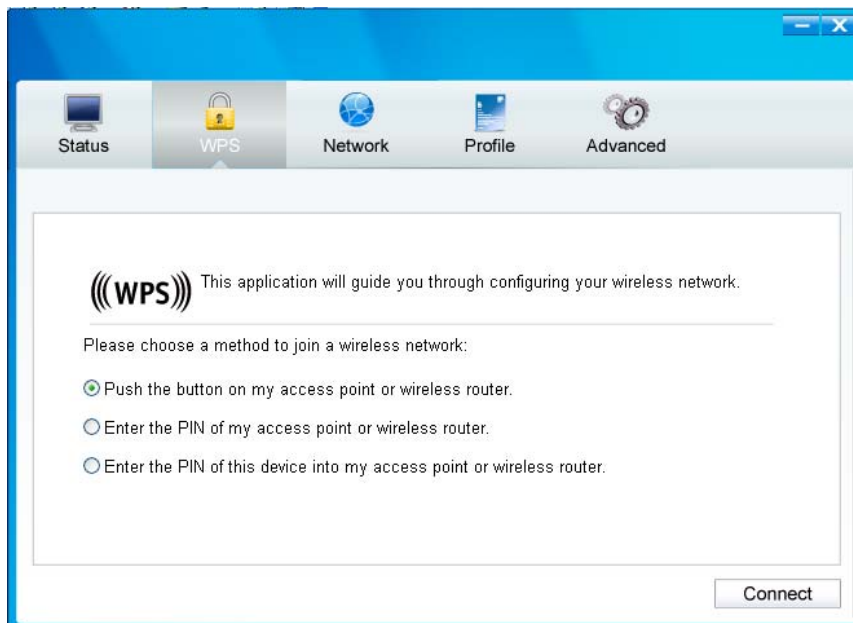 Status WPS Network Profile Advanced
(((WPS))) This application will guide you through configuring your wireless network.
Please choose a method to join a wireless network:
Push the button on my access point or wireless router.
Enter the PIN of my access point or wireless router.
Enter the PIN of this device into my access point or wireless router.
Connect